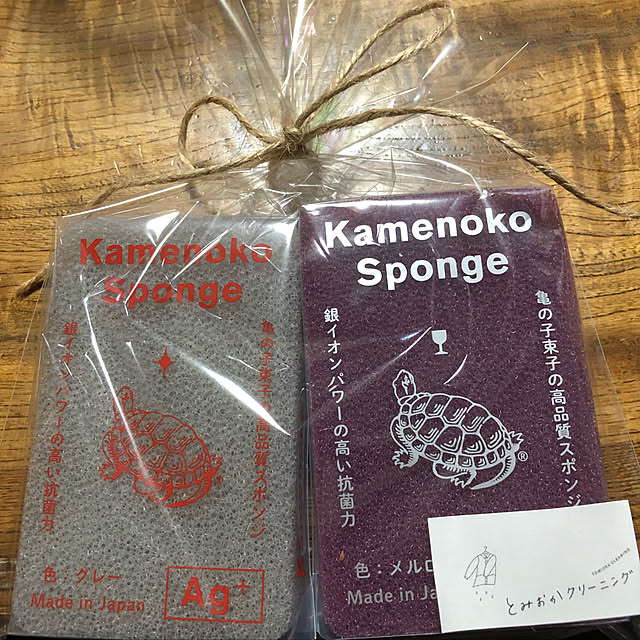 Kamenoko
Sponge
亀の子束子の高品質スポンジ
銀イオンパワーの高い抗菌力
®
色：グレー
Made in Japan
Ag+
Kamenoko
Sponge
亀の子束子の高品質スポンジ
銀イオンパワーの高い抗菌力
®
色：メルロ
Made in Ja
TOMIOKA CLEANING
とみおかクリーニング